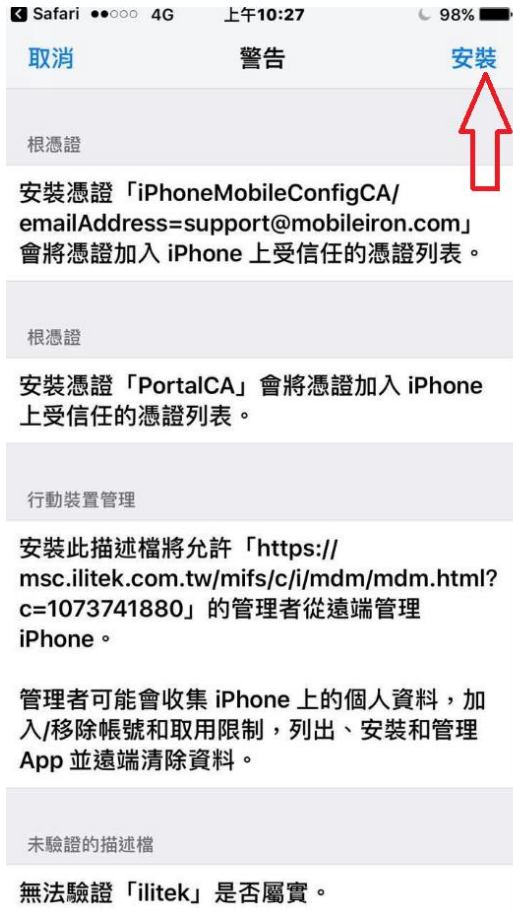 Safari 4G 上午10:27 98%
取消 警告 安裝
根憑證
安裝憑證「iPhoneMobileConfigCA/
emailAddress=support@mobileiron.com」
會將憑證加入 iPhone 上受信任的憑證列表。
根憑證
安裝憑證「PortalCA」會將憑證加入 iPhone
上受信任的憑證列表。
行動裝置管理
安裝此描述檔將允許「https://
msc.ilitek.com.tw/mifs/c/i/mdm/mdm.html?
c=1073741880」的管理者從遠端管理
iPhone。
管理者可能會收集 iPhone 上的個人資料，加
入/移除帳號和取用限制，列出、安裝和管理
App 並遠端清除資料。
未驗證的描述檔
無法驗證「ilitek」是否屬實。